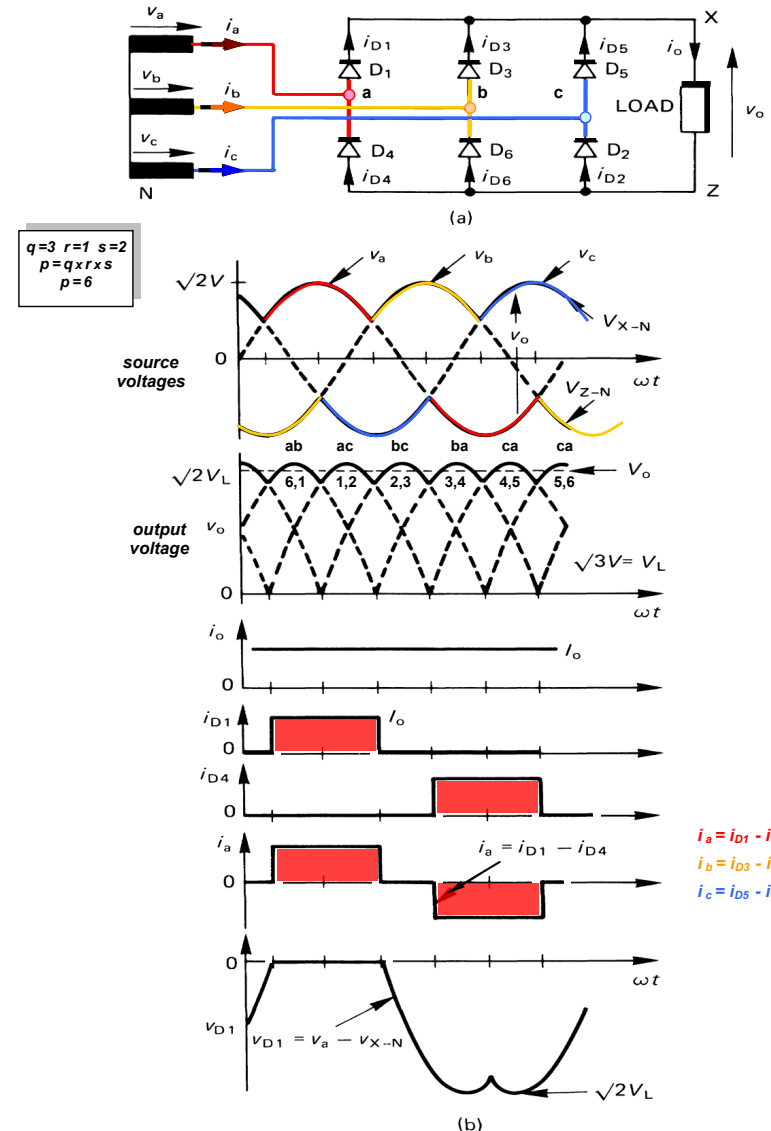 va ia iD1 iD3 iD5 X
D1 D3 D5 io
vb ib a b c
LOAD vo
vc ic D4 D6 D2
N iD4 iD6 iD2 Z
(a)
q=3 r=1 s=2
p=q x r x s
p=6
va vb vc
√2V
VX–N
vo
source
voltages
0
ωt
VZ–N
ab ac bc ba ca ca
√2VL Vo
6,1 1,2 2,3 3,4 4,5 5,6
output
voltage
vo
√3V= VL
0
ωt
io
Io
0
iD1 Io
0
iD4
0
ia ia = iD1 – iD4
0
i a = iD1 - i
i b = iD3 - i
i c = iD5 - i
0
ωt
vD1
vD1 = va – vX–N
√2VL
(b)